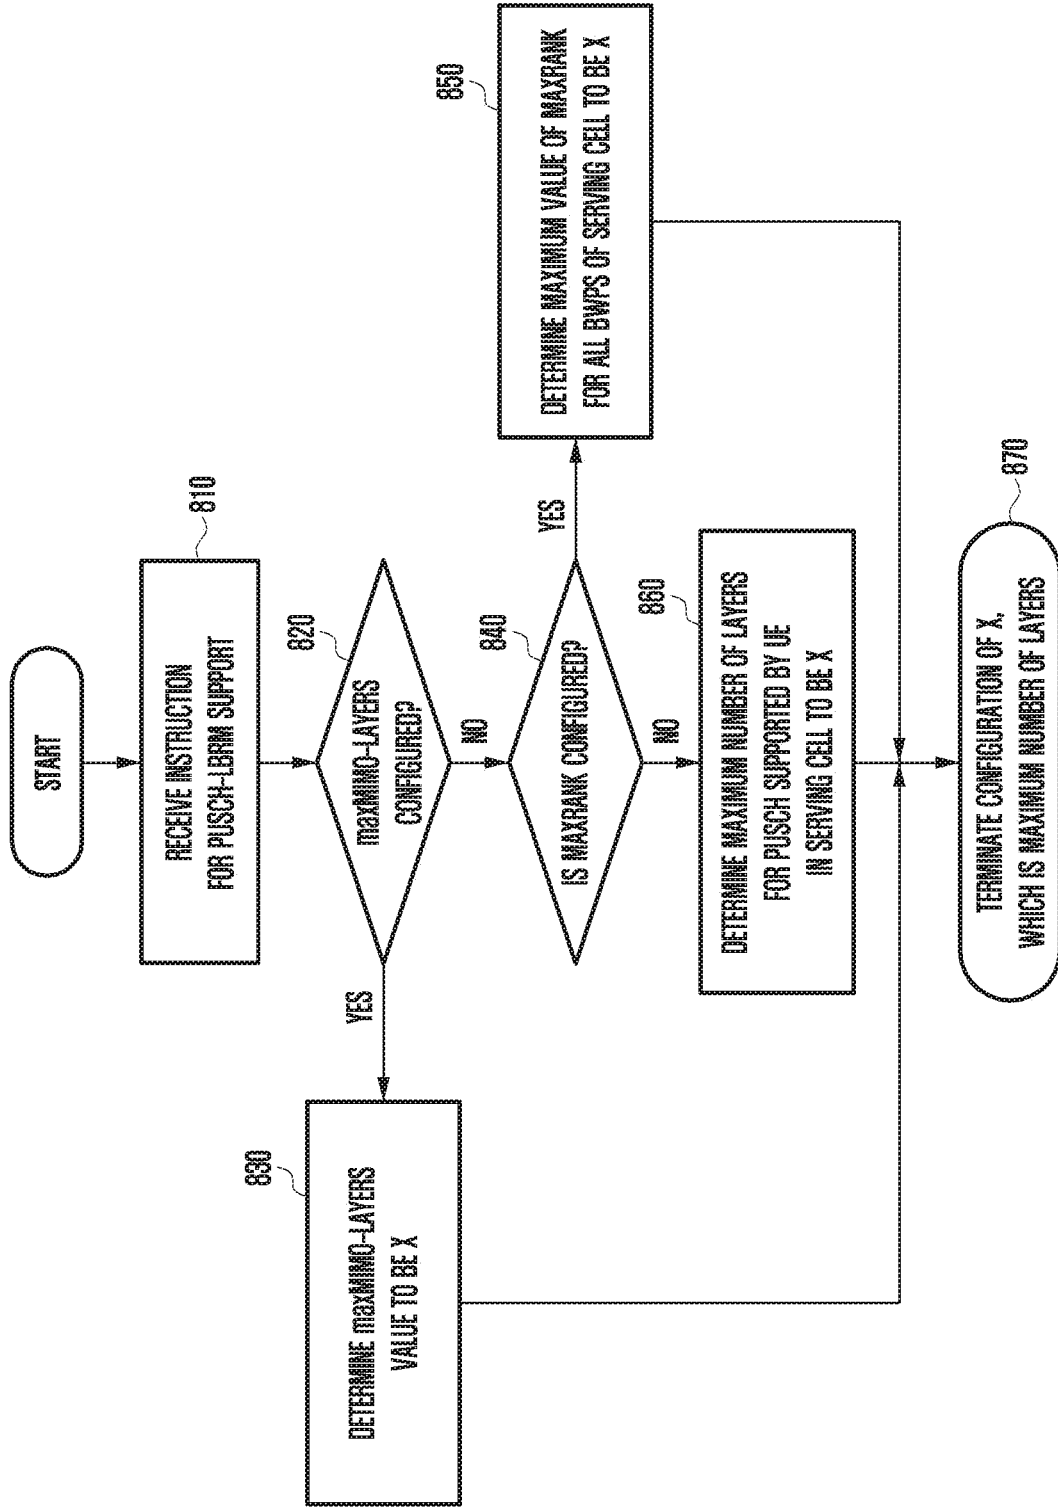 START
RECEIVE INSTRUCTION
FOR PUSCH-LBRM SUPPORT
810
maxMIMO-LAYERS
CONFIGURED?
820
YES
NO
DETERMINE maxMIMO-LAYERS
VALUE TO BE X
830
IS MAXRANK CONFIGURED?
840
YES
NO
DETERMINE MAXIMUM VALUE OF MAXRANK
FOR ALL BWPS OF SERVING CELL TO BE X
850
DETERMINE MAXIMUM NUMBER OF LAYERS
FOR PUSCH SUPPORTED BY UE
IN SERVING CELL TO BE X
860
TERMINATE CONFIGURATION OF X,
WHICH IS MAXIMUM NUMBER OF LAYERS
870